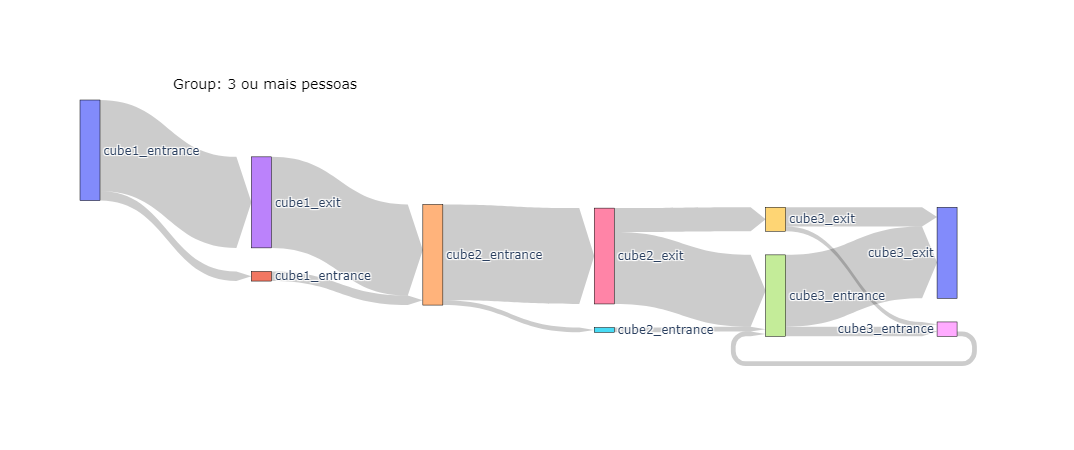 Group: 3 ou mais pessoas
cube1_entrance
cube1_exit
cube1_entrance
cube2_entrance
cube2_exit
cube2_entrance
cube3_exit
cube3_entrance
cube3_exit
cube3_entrance